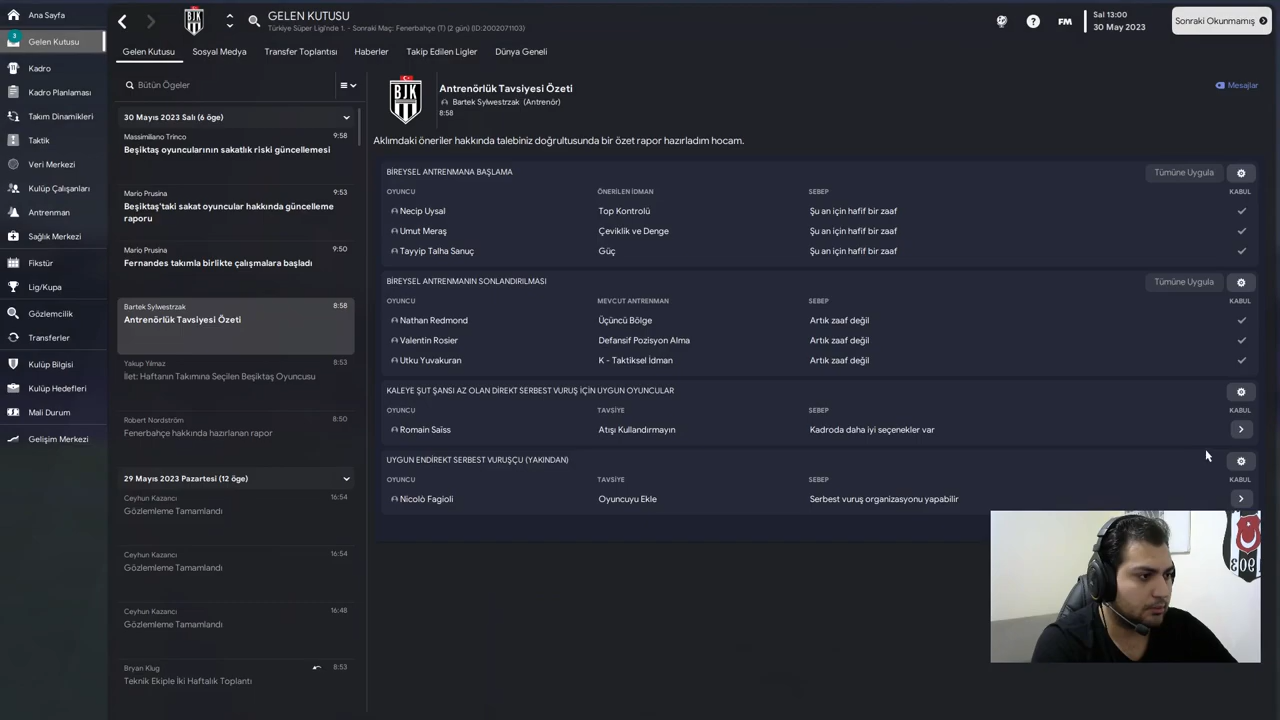 Ana Sayfa
3
Gelen Kutusu
Kadro
Kadro Planlaması
Takım Dinamikleri
Taktik
Veri Merkezi
Kulüp Çalışanları
Antrenman
Sağlık Merkezi
Fikstür
Lig/Kupa
Gözlemcilik
Transferler
Kulüp Bilgisi
Kulüp Hedefleri
Mali Durum
Gelişim Merkezi
BJK
GELEN KUTUSU
Türkiye Süper Ligi'nde 1. - Sonraki Maç: Fenerbahçe (T) (2 gün) (ID:2002071103)
FM
Sal 13:00
30 May 2023
Sonraki Okunmamış
Gelen Kutusu
Sosyal Medya
Transfer Toplantısı
Haberler
Takip Edilen Ligler
Dünya Geneli
Bütün Ögeler
30 Mayıs 2023 Salı (6 öge)
Massimiliano Trinco 9:58
Beşiktaş oyuncularının sakatlık riski güncellemesi
Mario Prusina 9:53
Beşiktaş'taki sakat oyuncular hakkında güncelleme
raporu
Mario Prusina 9:50
Fernandes takımla birlikte çalışmalara başladı
Bartek Sylwestrzak 8:58
Antrenörlük Tavsiyesi Özeti
Yakup Yılmaz 8:53
İlet: Haftanın Takımına Seçilen Beşiktaş Oyuncusu
Robert Nordström 8:50
Fenerbahçe hakkında hazırlanan rapor
29 Mayıs 2023 Pazartesi (12 öge)
Ceyhun Kazancı 16:54
Gözlemleme Tamamlandı
Ceyhun Kazancı 16:54
Gözlemleme Tamamlandı
Ceyhun Kazancı 16:48
Gözlemleme Tamamlandı
Bryan Klug 8:53
Teknik Ekiple İki Haftalık Toplantı
BJK
Antrenörlük Tavsiyesi Özeti
Bartek Sylwestrzak (Antrenör)
8:58
Mesajlar
Aklımdaki öneriler hakkında talebiniz doğrultusunda bir özet rapor hazırladım hocam.
BİREYSEL ANTRENMANA BAŞLAMA Tümüne Uygula
OYUNCU ÖNERİLEN İDMAN SEBEP KABUL
Necip Uysal Top Kontrolü Şu an için hafif bir zaaf
Umut Meraş Çeviklik ve Denge Şu an için hafif bir zaaf
Tayyip Talha Sanuç Güç Şu an için hafif bir zaaf
BİREYSEL ANTRENMANIN SONLANDIRILMASI Tümüne Uygula
OYUNCU MEVCUT ANTRENMAN SEBEP KABUL
Nathan Redmond Üçüncü Bölge Artık zaaf değil
Valentin Rosier Defansif Pozisyon Alma Artık zaaf değil
Utku Yuvakuran K - Taktiksel İdman Artık zaaf değil
KALEYE ŞUT ŞANSI AZ OLAN DİREKT SERBEST VURUŞ İÇİN UYGUN OYUNCULAR
OYUNCU TAVSİYE SEBEP KABUL
Romain Saïss Atışı Kullandırmayın Kadroda daha iyi seçenekler var
UYGUN ENDİREKT SERBEST VURUŞÇU (YAKINDAN)
OYUNCU TAVSİYE SEBEP KABUL
Nicolò Fagioli Oyuncuyu Ekle Serbest vuruş organizasyonu yapabilir